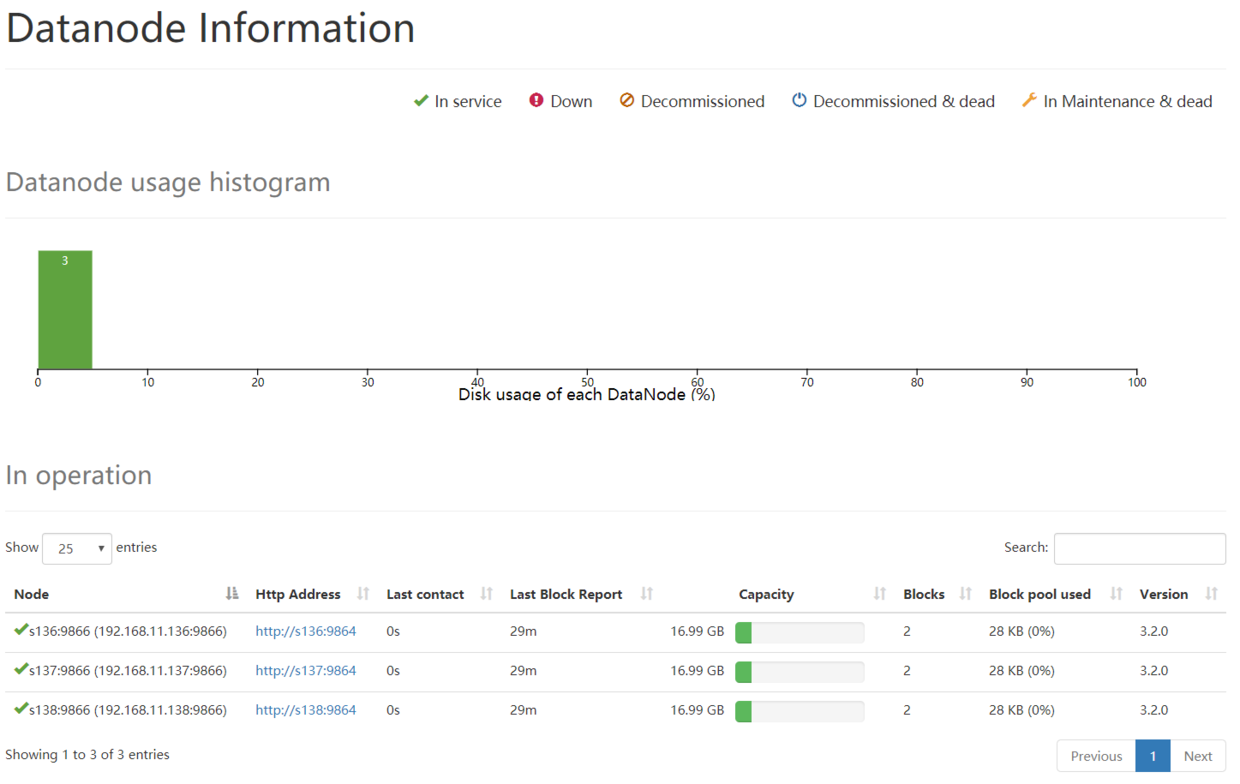 Datanode Information
In service Down Decommissioned Decommissioned & dead In Maintenance & dead
Datanode usage histogram
3
0 10 20 30 40 50 60 70 80 90 100
Disk usage of each DataNode (%)
In operation
Show 25 entries Search:
Node Http Address Last contact Last Block Report Capacity Blocks Block pool used Version
s136:9866 (192.168.11.136:9866) http://s136:9864 0s 29m 16.99 GB 2 28 KB (0%) 3.2.0
s137:9866 (192.168.11.137:9866) http://s137:9864 0s 29m 16.99 GB 2 28 KB (0%) 3.2.0
s138:9866 (192.168.11.138:9866) http://s138:9864 0s 29m 16.99 GB 2 28 KB (0%) 3.2.0
Showing 1 to 3 of 3 entries Previous 1 Next